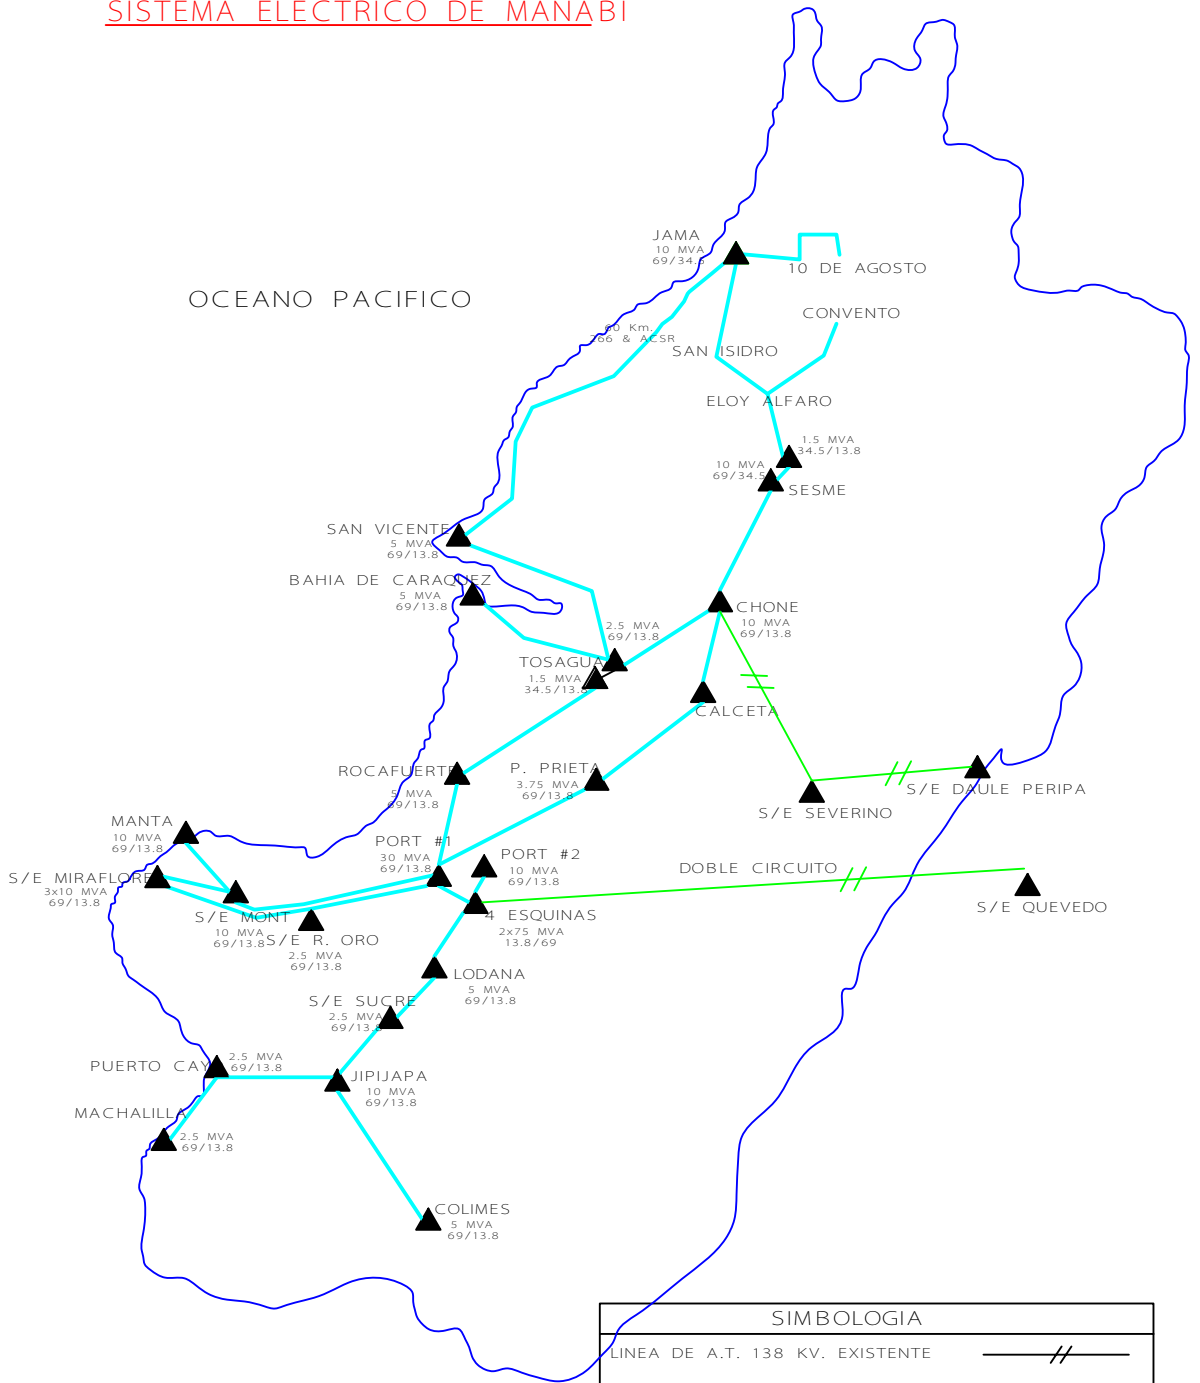 SISTEMA ELECTRICO DE MANABI
JAMA
10 MVA
69/34.5
10 DE AGOSTO
OCEANO PACIFICO
CONVENTO
60 Km.
266 & ACSR
SAN ISIDRO
ELOY ALFARO
1.5 MVA
34.5/13.8
10 MVA
69/34.5
SESME
SAN VICENTE
5 MVA
69/13.8
BAHIA DE CARAQUEZ
5 MVA
69/13.8
CHONE
10 MVA
69/13.8
2.5 MVA
69/13.8
TOSAGUA
1.5 MVA
34.5/13.8
CALCETA
ROCAFUERTE
5 MVA
69/13.8
P. PRIETA
3.75 MVA
69/13.8
S/E DAULE PERIPA
S/E SEVERINO
MANTA
10 MVA
69/13.8
PORT #1
30 MVA
69/13.8
PORT #2
10 MVA
69/13.8
DOBLE CIRCUITO
S/E MIRAFLORES
3x10 MVA
69/13.8
S/E QUEVEDO
S/E MONT
10 MVA
69/13.8
4 ESQUINAS
2x75 MVA
13.8/69
S/E R. ORO
2.5 MVA
69/13.8
LODANA
5 MVA
69/13.8
S/E SUCRE
2.5 MVA
69/13.8
PUERTO CAYO
2.5 MVA
69/13.8
JIPIJAPA
10 MVA
69/13.8
MACHALILLA
2.5 MVA
69/13.8
COLIMES
5 MVA
69/13.8
SIMBOLOGIA
LINEA DE A.T. 138 KV. EXISTENTE